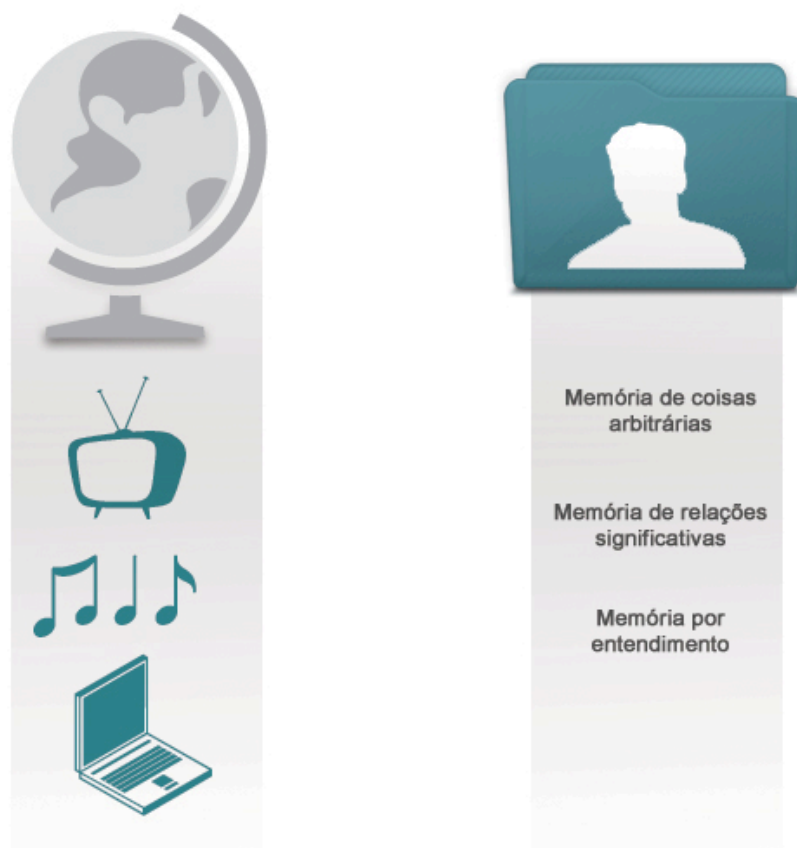 Memória de coisas
arbitrárias
Memória de relações
significativas
Memória por
entendimento